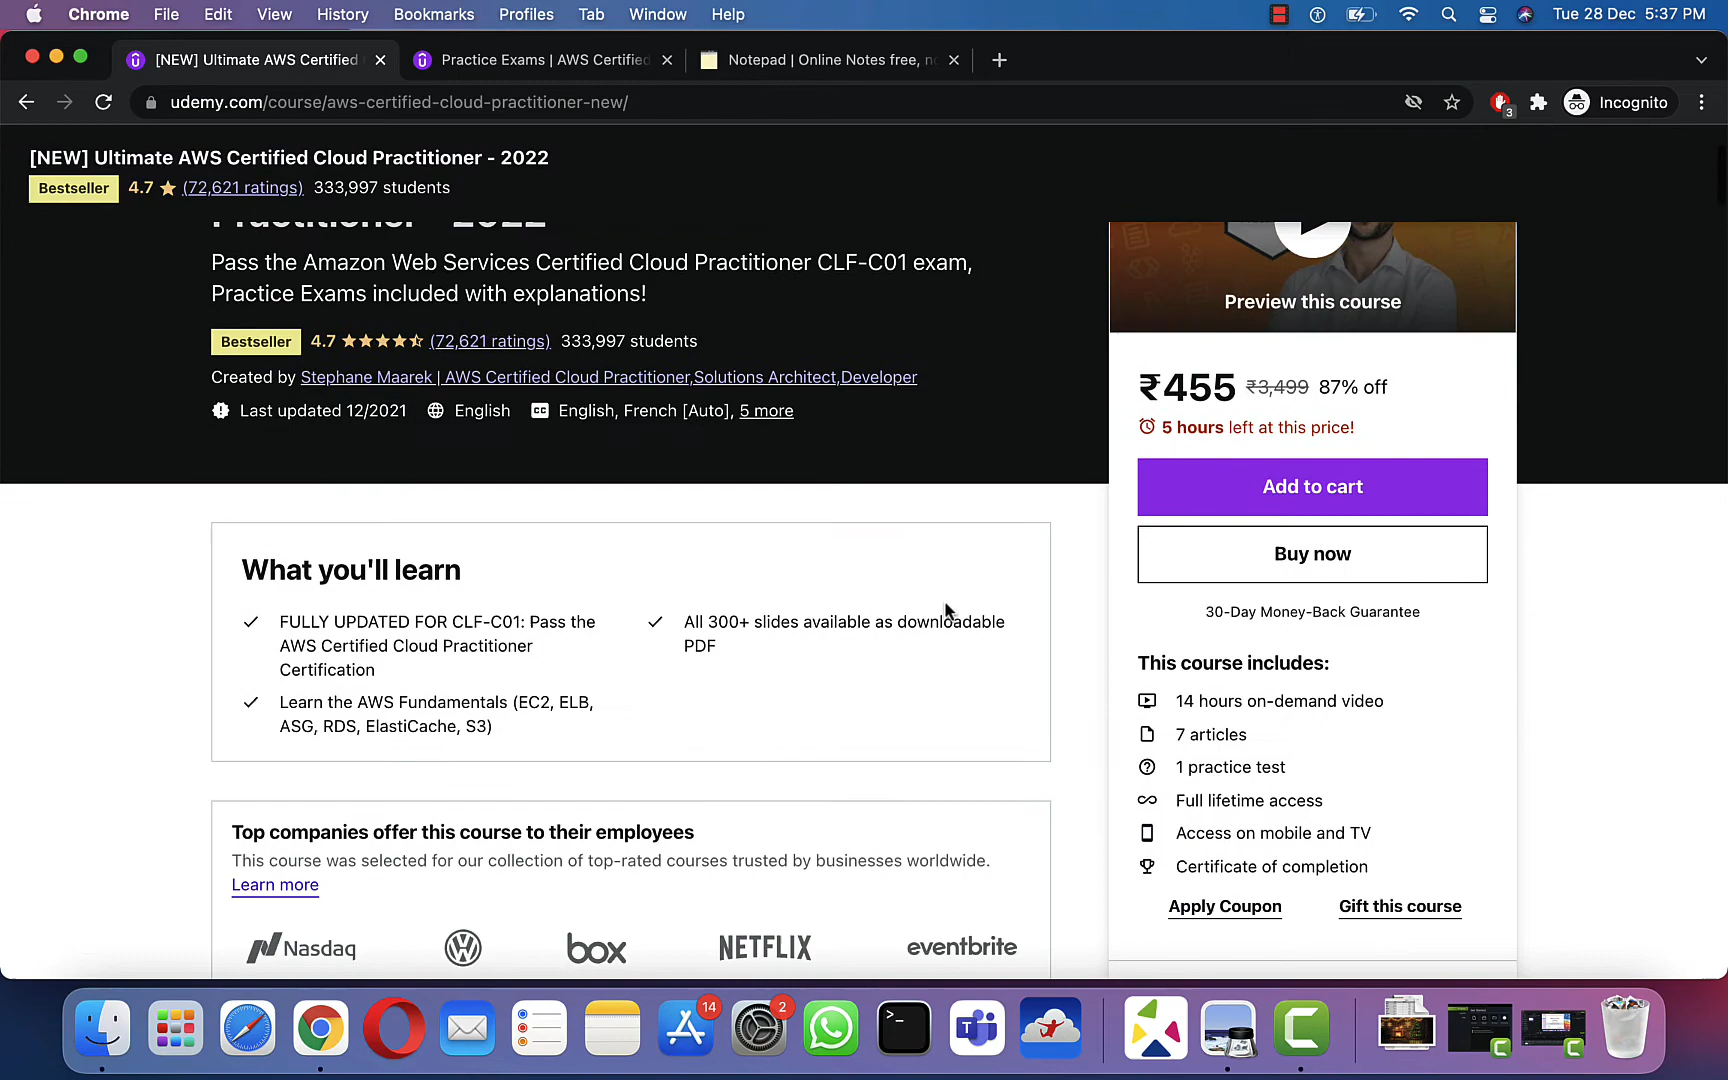 Chrome File Edit View History Bookmarks Profiles Tab Window Help Tue 28 Dec 5:37 PM
[NEW] Ultimate AWS Certified Practice Exams | AWS Certified Notepad | Online Notes free, n
udemy.com/course/aws-certified-cloud-practitioner-new/ 3 Incognito
[NEW] Ultimate AWS Certified Cloud Practitioner - 2022
Bestseller 4.7 (72,621 ratings) 333,997 students
Practitioner - 2022
Pass the Amazon Web Services Certified Cloud Practitioner CLF-C01 exam,
Practice Exams included with explanations!
Bestseller 4.7 (72,621 ratings) 333,997 students
Created by Stephane Maarek | AWS Certified Cloud Practitioner,Solutions Architect,Developer
Last updated 12/2021 English English, French [Auto], 5 more
Preview this course
₹455 ₹3,499 87% off
5 hours left at this price!
Add to cart
Buy now
30-Day Money-Back Guarantee
This course includes:
14 hours on-demand video
7 articles
1 practice test
Full lifetime access
Access on mobile and TV
Certificate of completion
Apply Coupon Gift this course
What you'll learn
FULLY UPDATED FOR CLF-C01: Pass the
AWS Certified Cloud Practitioner
Certification
Learn the AWS Fundamentals (EC2, ELB,
ASG, RDS, ElastiCache, S3)
All 300+ slides available as downloadable
PDF
Top companies offer this course to their employees
This course was selected for our collection of top-rated courses trusted by businesses worldwide.
Learn more
Nasdaq box NETFLIX eventbrite
14 2